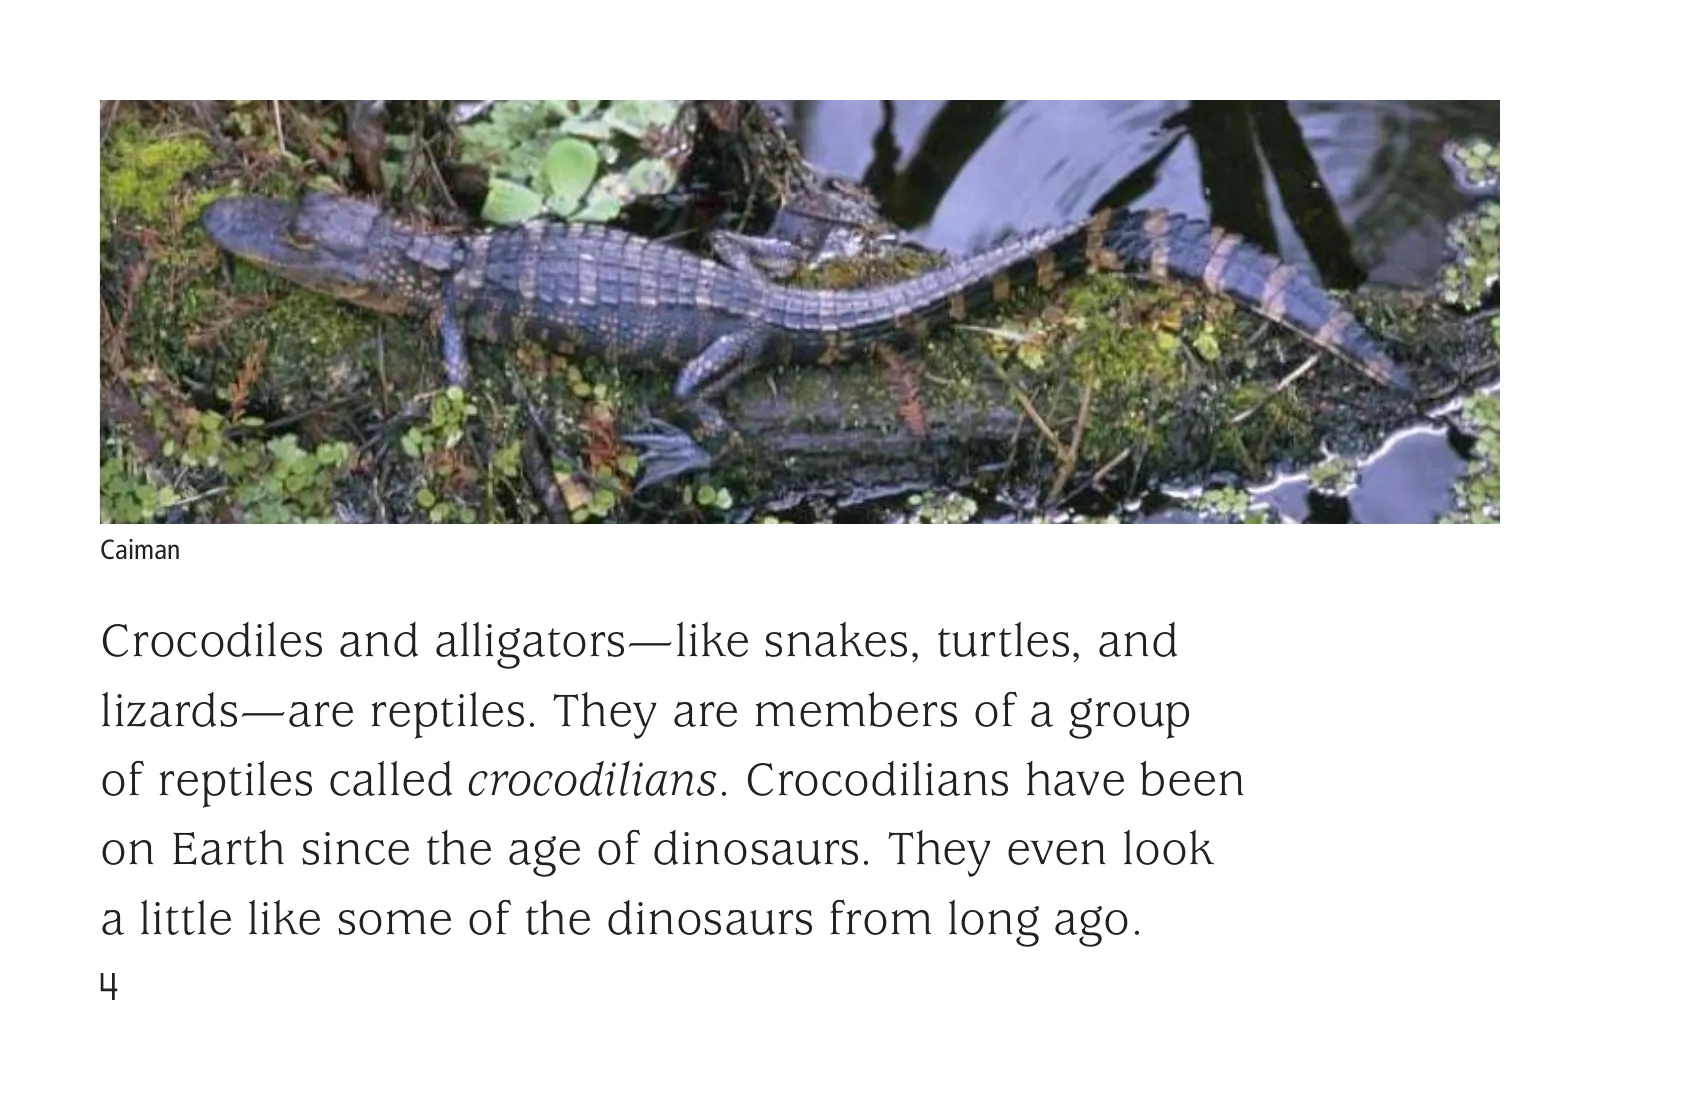 Caiman
Crocodiles and alligators—like snakes, turtles, and
lizards—are reptiles. They are members of a group
of reptiles called crocodilians. Crocodilians have been
on Earth since the age of dinosaurs. They even look
a little like some of the dinosaurs from long ago.
4